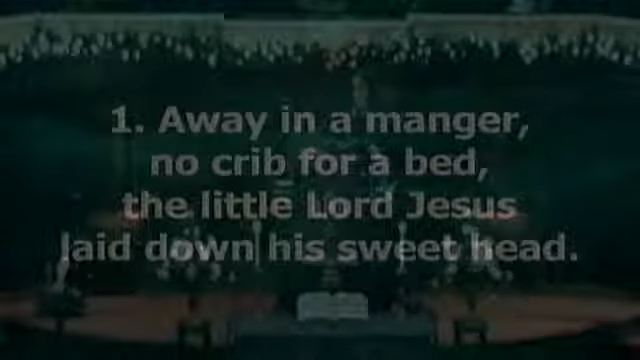 1. Away in a manger,
no crib for a bed,
the little Lord Jesus
laid down his sweet head.